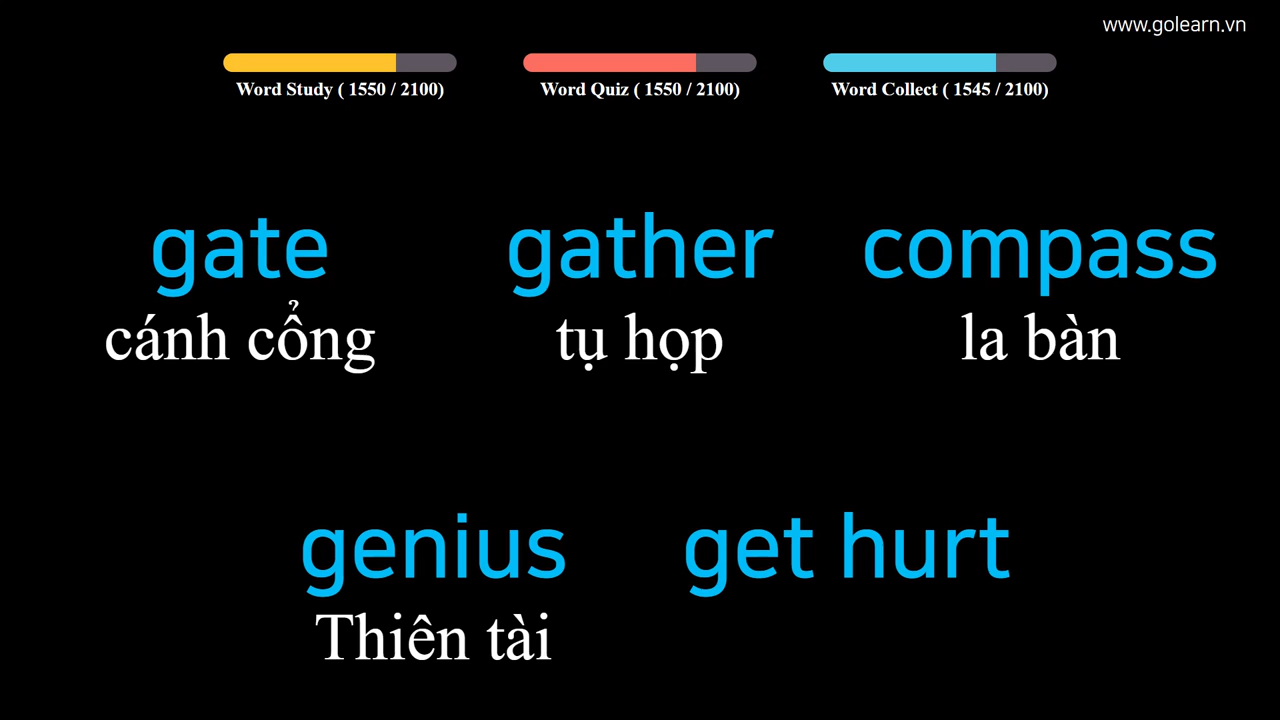 www.golearn.vn
Word Study ( 1550 / 2100) Word Quiz ( 1550 / 2100) Word Collect ( 1545 / 2100)
gate gather compass
cánh cổng tụ họp la bàn
genius get hurt
Thiên tài